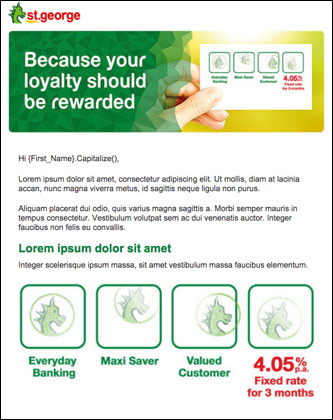 st.george
Because your
loyalty should
be rewarded
Everyday
Banking
Maxi Saver
Valued
Customer
4.05% p.a.
Fixed rate
for 3 months
Hi {First_Name}.Capitalize(),
Lorem ipsum dolor sit amet, consectetur adipiscing elit. Ut mollis, diam at lacinia
accan, nunc magna viverra metus, id sagittis neque ligula non purus.
Aliquam placerat dui odio, quis varius magna sagittis a. Morbi semper mauris in
tempus consectetur. Vestibulum volutpat sem ac dui venenatis auctor. Integer
faucibus non felis eu convallis.
Lorem ipsum dolor sit amet
Integer scelerisque ipsum massa, sit amet vestibulum massa faucibus elementum.
Everyday
Banking
Maxi Saver
Valued
Customer
4.05% p.a.
Fixed rate
for 3 months